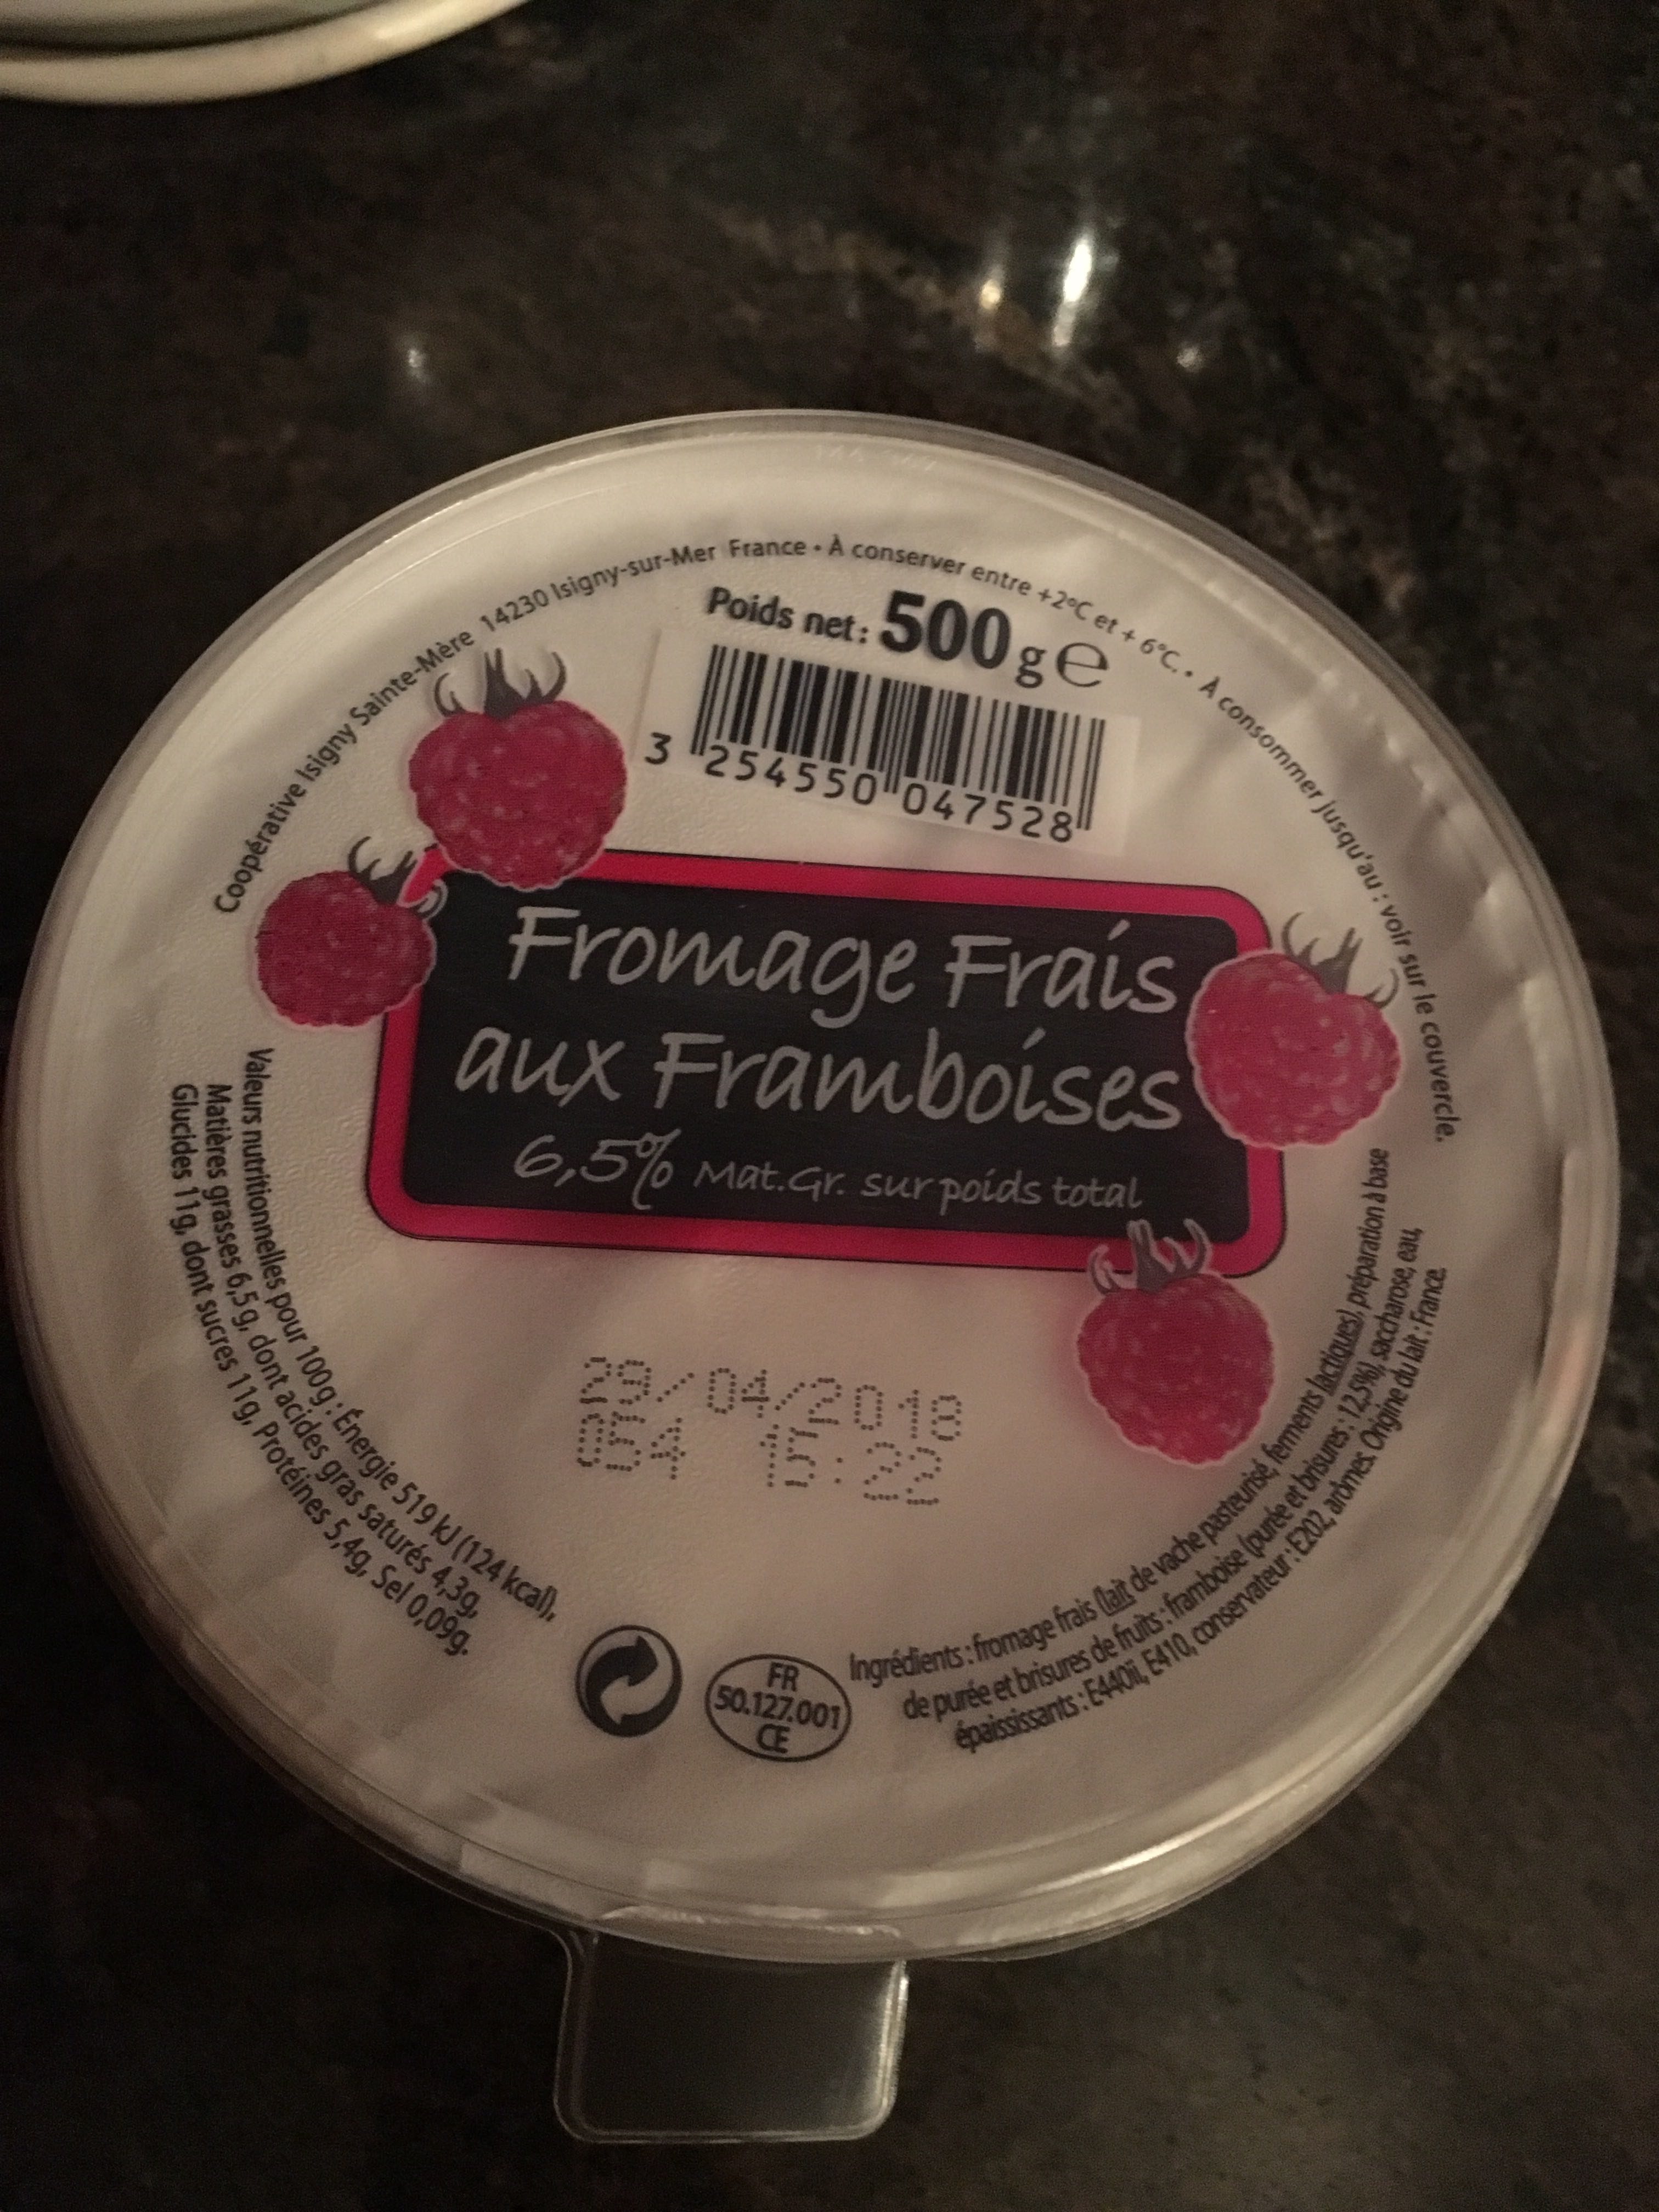 Coopérative Isigny Sainte-Mère 14230 Isigny-sur-Mer France • À conserver entre +2°C et + 6°C. • À consommer jusqu'au : voir sur le couvercle.
Poids net : 500 g e
3 254550 047528
Fromage Frais
aux Framboises
6,5% Mat.Gr. sur poids total
29/04/2018
054 15:22
Valeurs nutritionnelles pour 100g : Énergie 519 kJ (124 kcal),
Matières grasses 6,5 g, dont acides gras saturés 4,3g,
Glucides 11g, dont sucres 11g, Protéines 5,4g, Sel 0,09g.
FR
50.127.001
CE
Ingrédients : fromage frais (lait de vache pasteurisé, ferments lactiques), préparation à base
de purée et brisures de fruits : framboise (purée et brisures : 12,5%), saccharose, eau,
épaississants : E440ii, E410, conservateur : E202, arômes. Origine du lait : France.